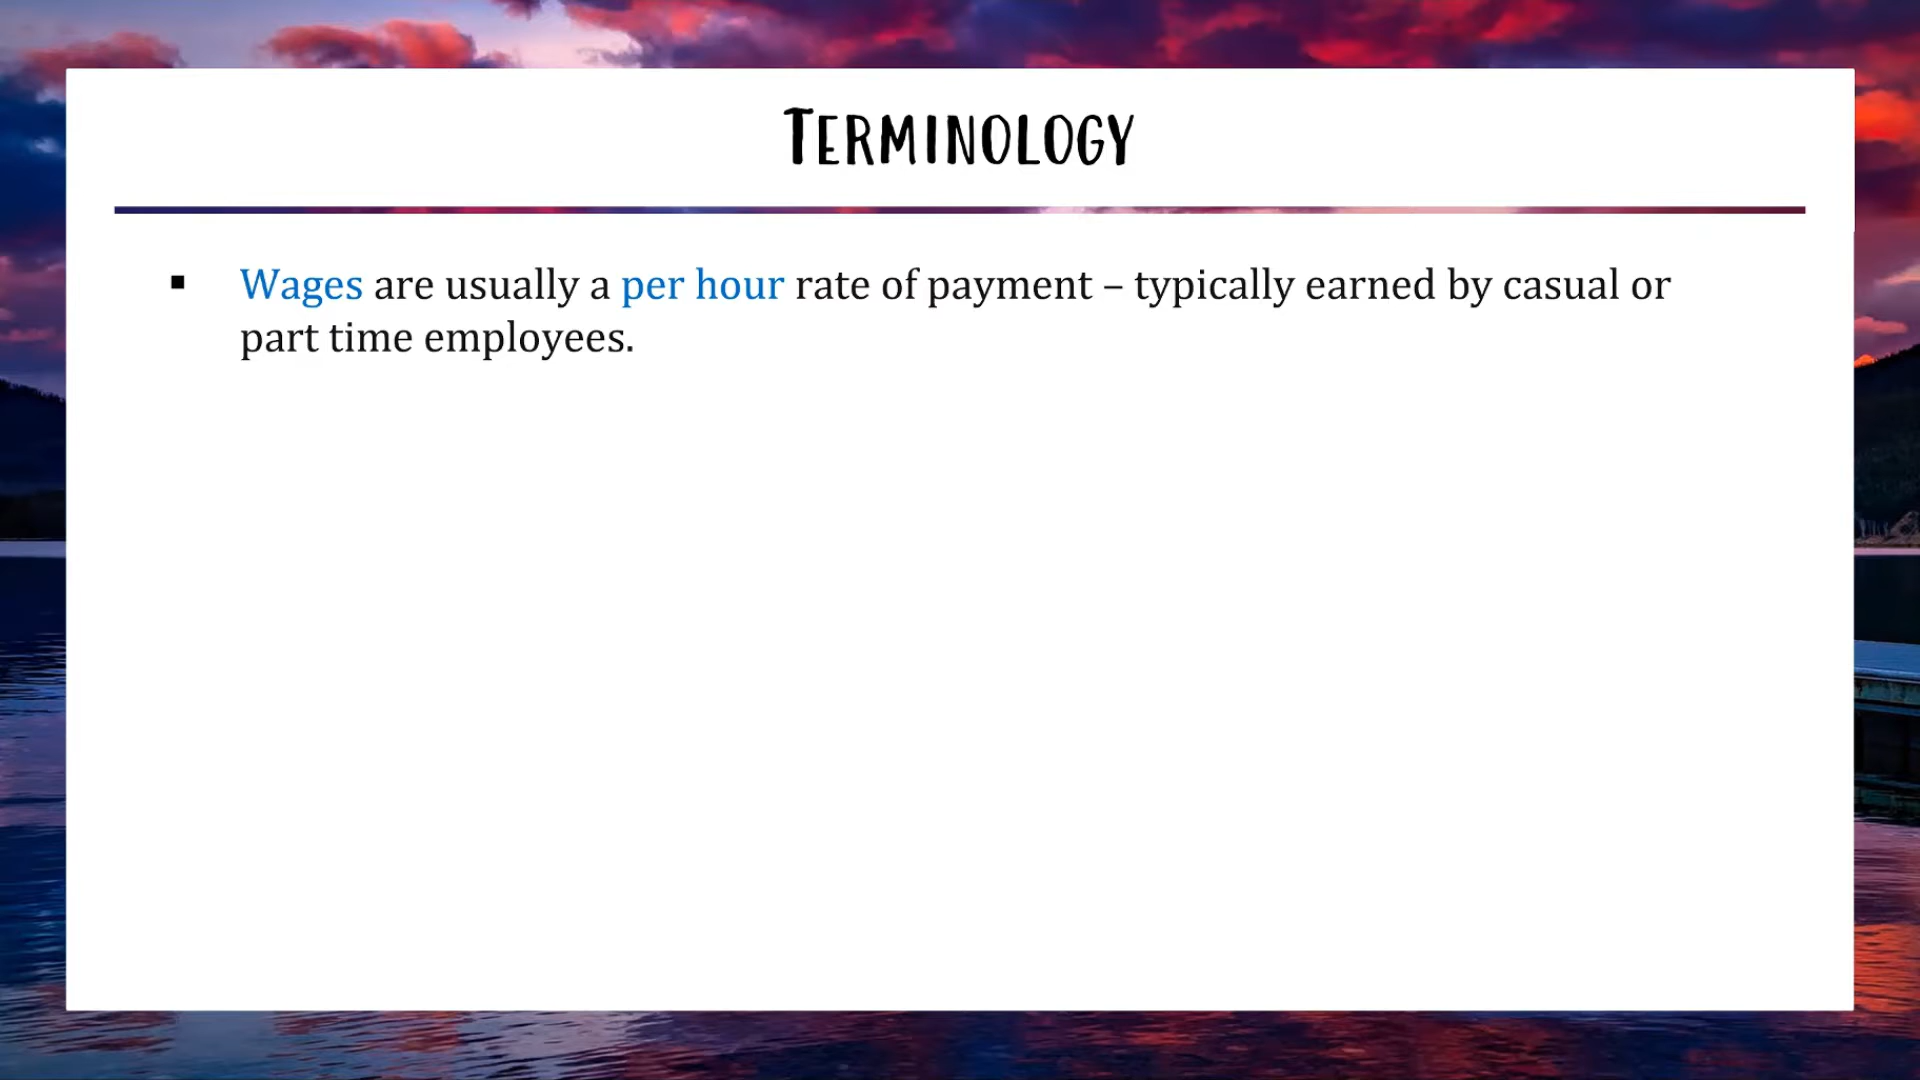 TERMINOLOGY
▪ Wages are usually a per hour rate of payment – typically earned by casual or
part time employees.